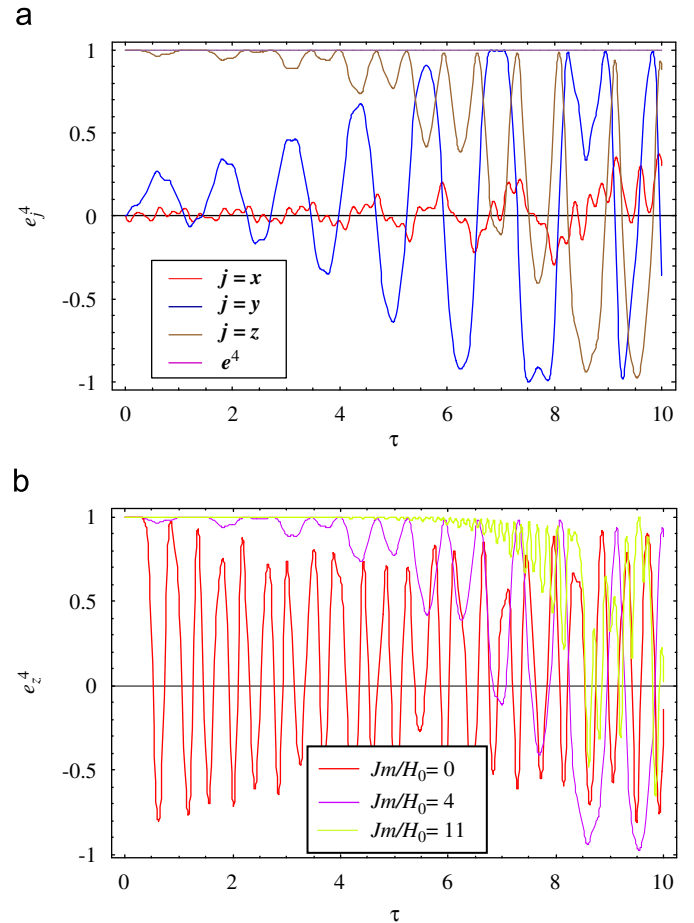 a
1
0.5
0
-0.5
-1
e_j^4
j = x
j = y
j = z
e^4
0 2 4 6 8 10
τ
b
1
0.5
0
-0.5
-1
e_z^4
Jm/H_0 = 0
Jm/H_0 = 4
Jm/H_0 = 11
0 2 4 6 8 10
τ